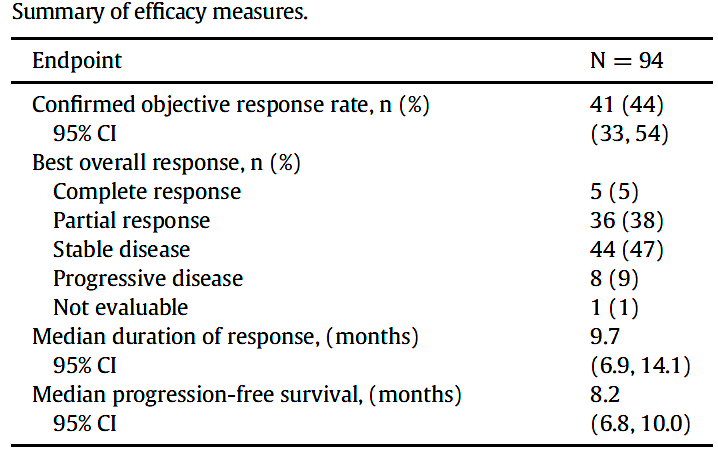 Summary of efficacy measures.
Endpoint N = 94
Confirmed objective response rate, n (%) 41 (44)
95% CI (33, 54)
Best overall response, n (%)
Complete response 5 (5)
Partial response 36 (38)
Stable disease 44 (47)
Progressive disease 8 (9)
Not evaluable 1 (1)
Median duration of response, (months) 9.7
95% CI (6.9, 14.1)
Median progression-free survival, (months) 8.2
95% CI (6.8, 10.0)